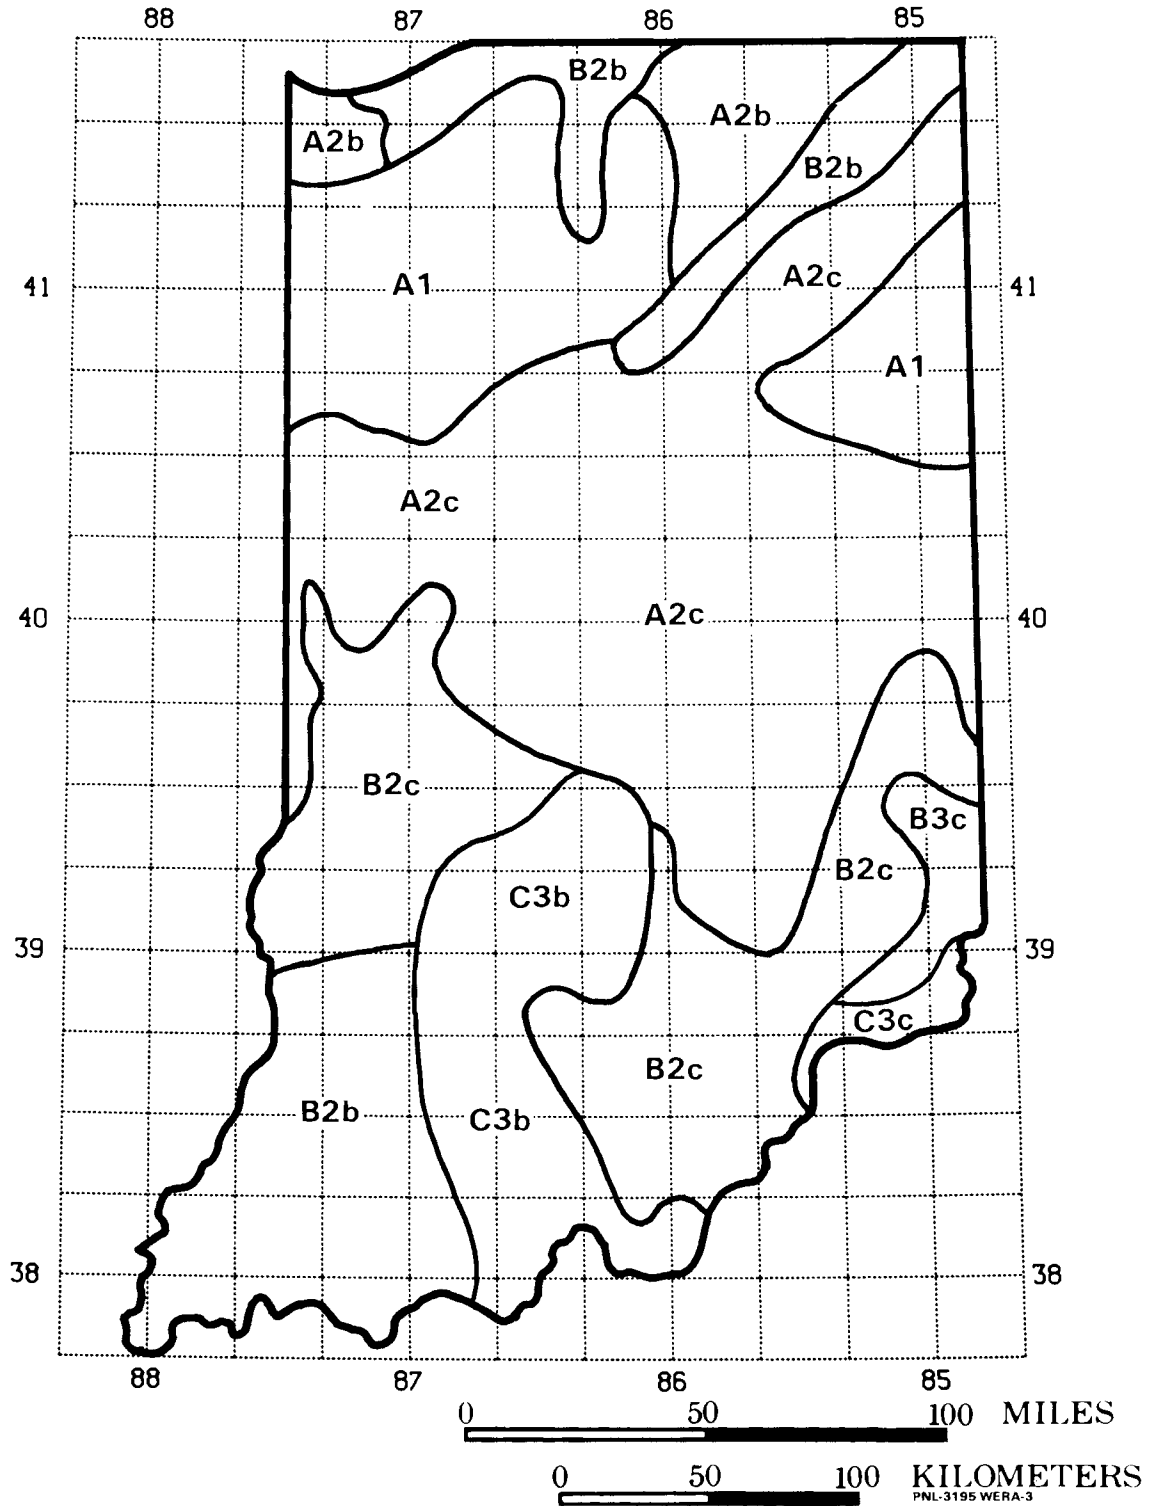 88 87 86 85
B2b
A2b
A2b
B2b
A2c
41 A1 41
A1
A2c
40 A2c 40
B2c
B3c
B2c
C3b
39 39
C3c
B2c
B2b
C3b
38 38
88 87 86 85
0 50 100 MILES
0 50 100 KILOMETERS
PNL-3195 WERA-3